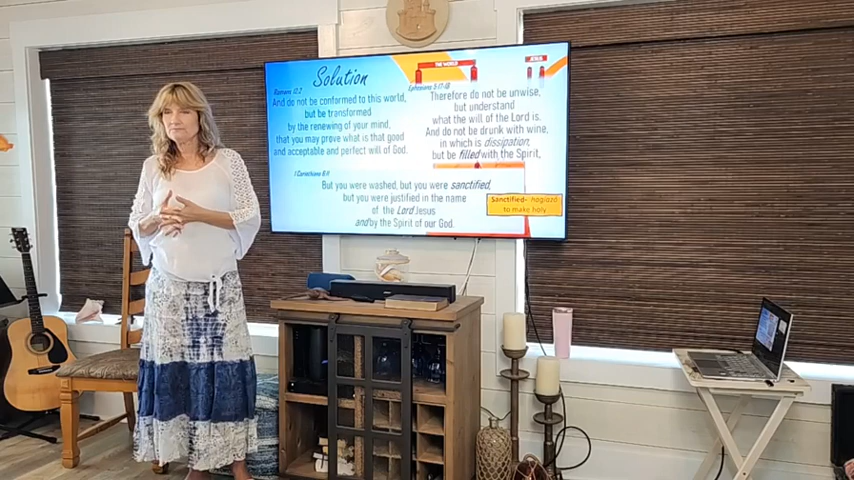 Solution
THE WORLD
JESUS
Romans 12:2
And do not be conformed to this world,
but be transformed
by the renewing of your mind,
that you may prove what is that good
and acceptable and perfect will of God.
Ephesians 5:17-18
Therefore do not be unwise,
but understand
what the will of the Lord is.
And do not be drunk with wine,
in which is dissipation,
but be filled with the Spirit,
1 Corinthians 6:11
But you were washed, but you were sanctified,
but you were justified in the name
of the Lord Jesus
and by the Spirit of our God.
Sanctified- hagiazo
to make holy.